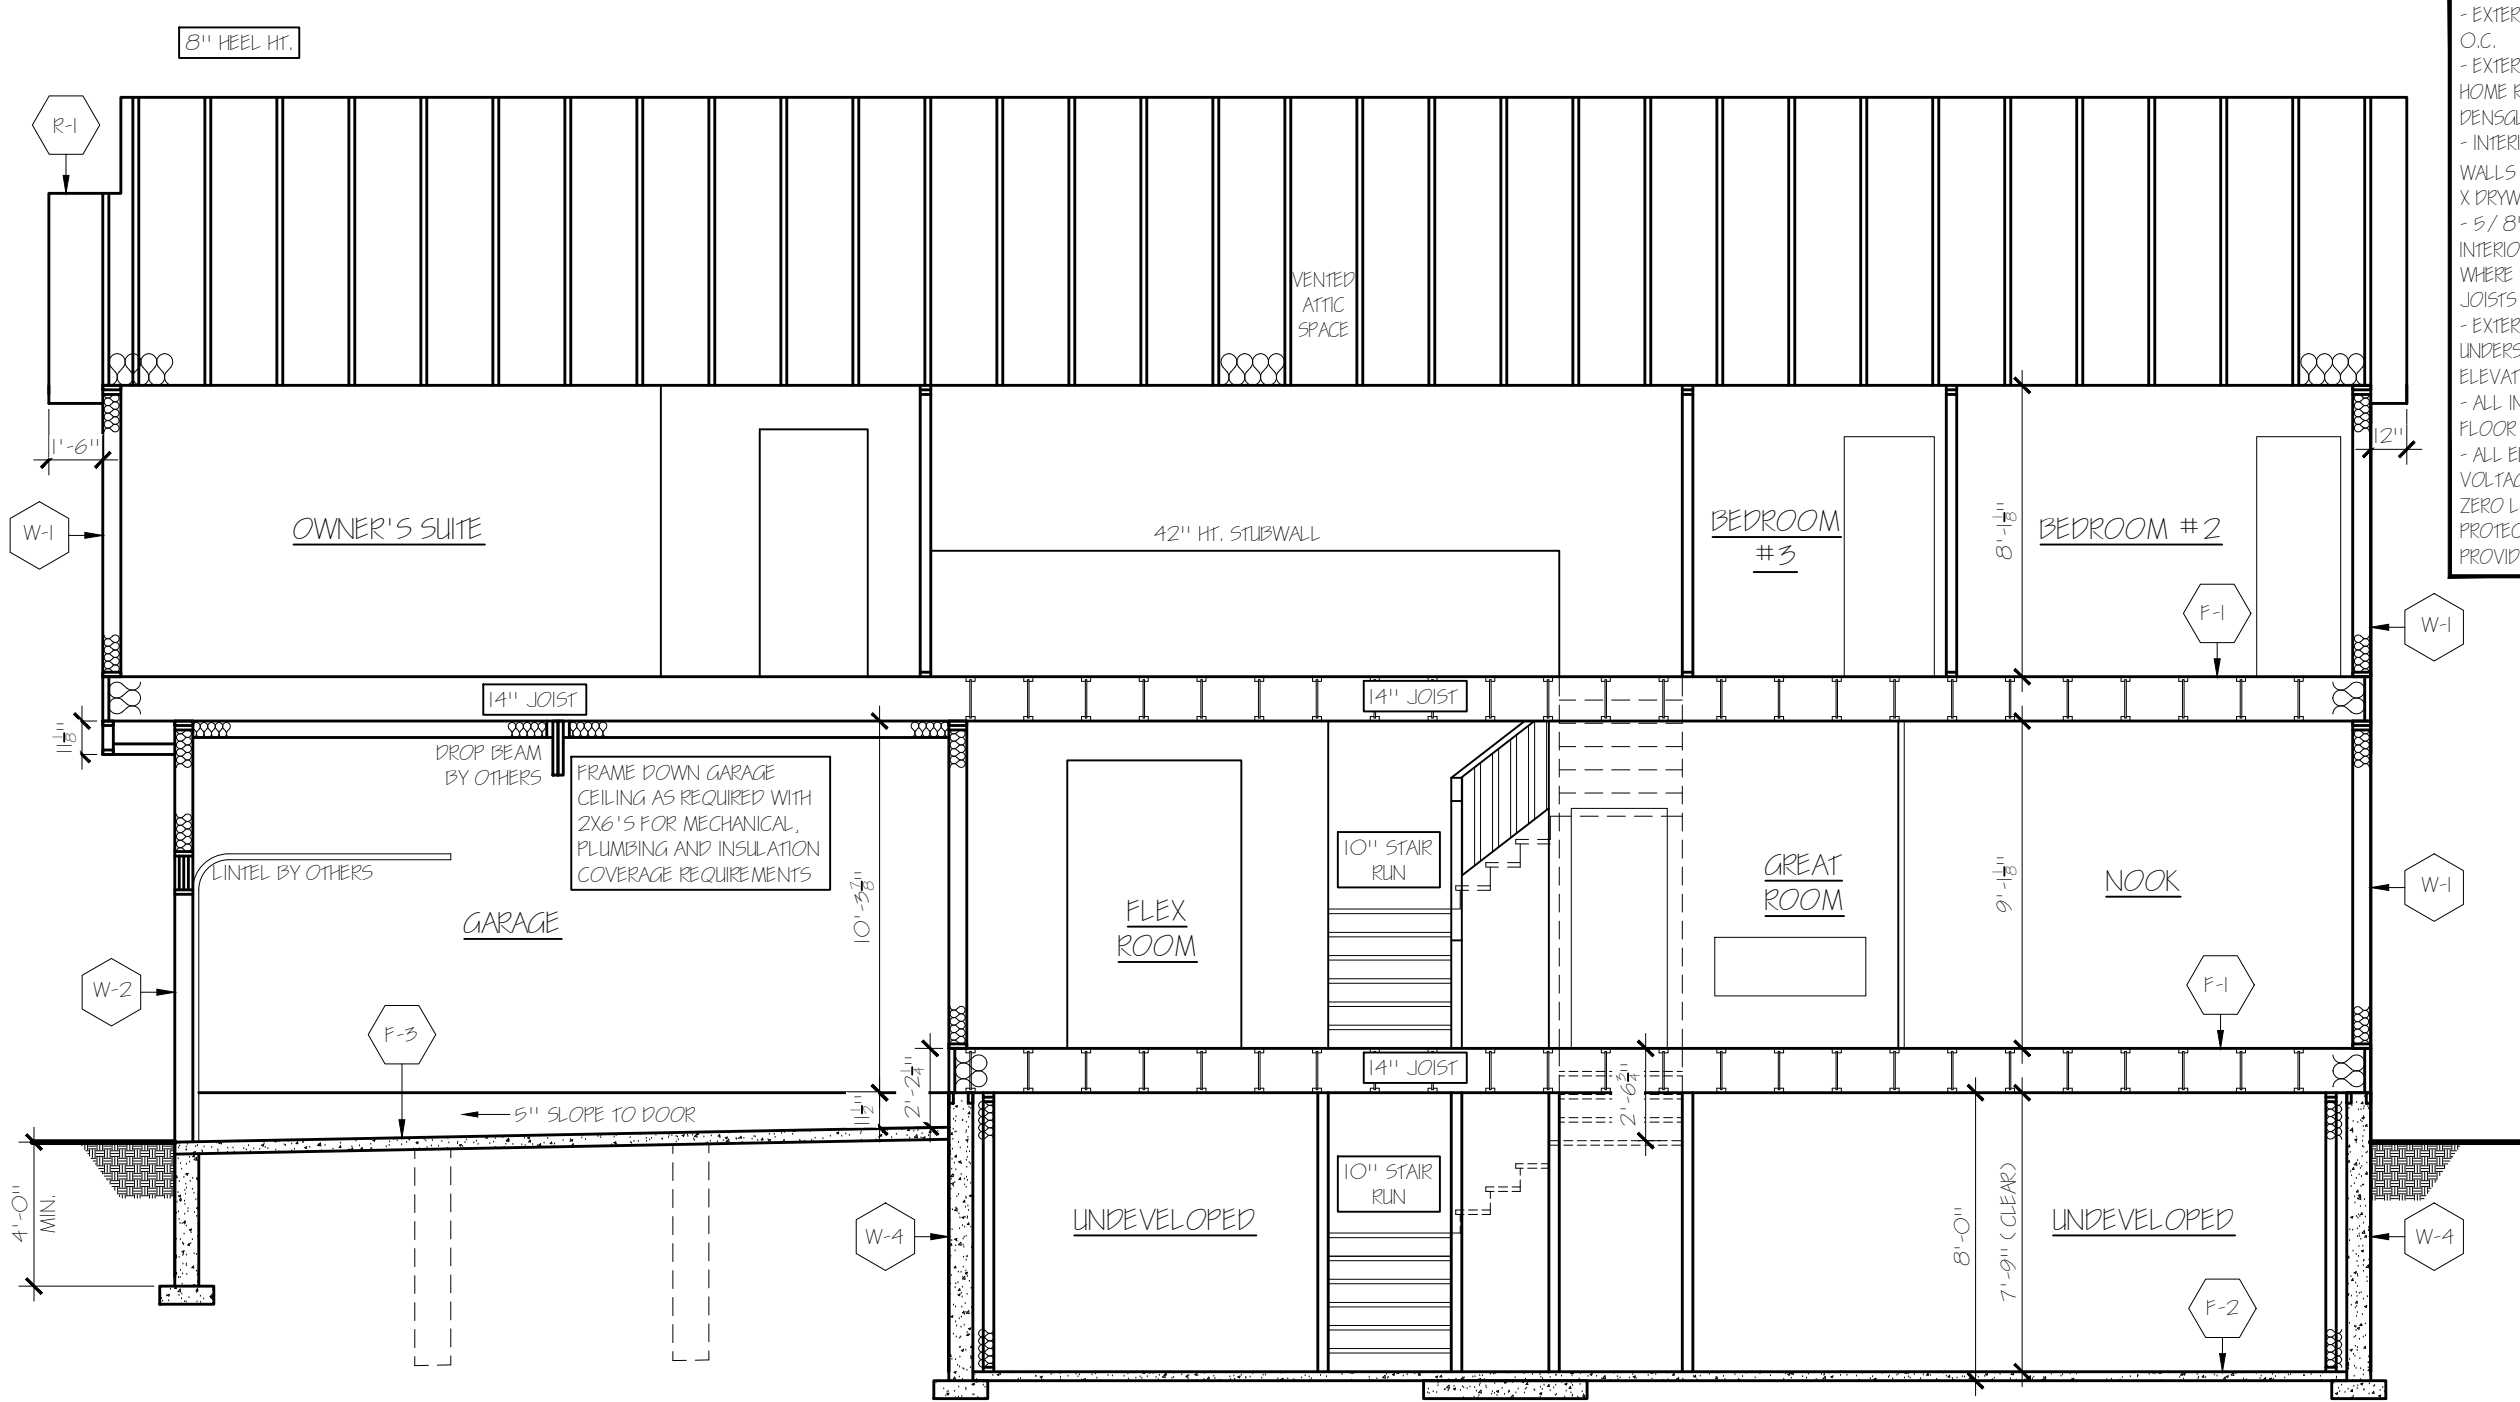 8" HEEL HT.
R-1
VENTED
ATTIC
SPACE
1'-6"
12"
W-1
OWNER'S SUITE
42" HT. STUBWALL
BEDROOM
#3
8'-1 1/8"
BEDROOM #2
F-1
W-1
14" JOIST
14" JOIST
11 1/8"
DROP BEAM
BY OTHERS
FRAME DOWN GARAGE
CEILING AS REQUIRED WITH
2X6'S FOR MECHANICAL,
PLUMBING AND INSULATION
COVERAGE REQUIREMENTS
LINTEL BY OTHERS
GARAGE
10'-3 7/8"
FLEX
ROOM
10" STAIR
RUN
GREAT
ROOM
9'-1 1/8"
NOOK
W-1
W-2
F-3
F-1
14" JOIST
2'-2 1/4"
11 1/2"
2'-6 3/4"
5" SLOPE TO DOOR
4'-0"
MIN.
W-4
UNDEVELOPED
10" STAIR
RUN
8'-0"
7'-9" (CLEAR)
UNDEVELOPED
W-4
F-2
- EXTER
O.C.
- EXTER
HOME
DENSGL
- INTERI
WALLS
X DRYW
- 5/8"
INTERIO
WHERE
JOISTS
- EXTER
UNDERS
ELEVAT
- ALL IN
FLOOR
- ALL
VOLTAG
ZERO L
PROTEC
PROVID